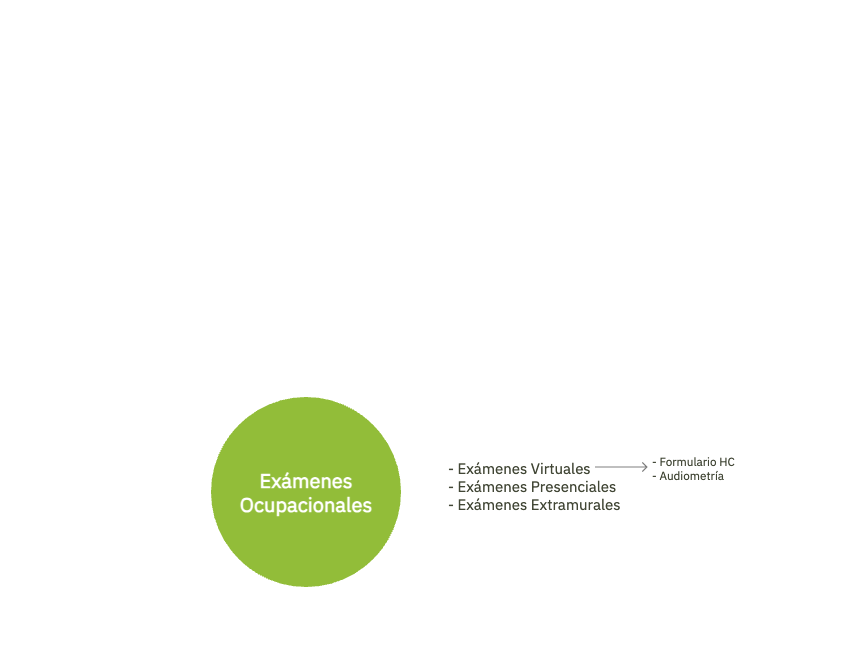 Exámenes
Ocupacionales
- Exámenes Virtuales
- Exámenes Presenciales
- Exámenes Extramurales
- Formulario HC
- Audiometría